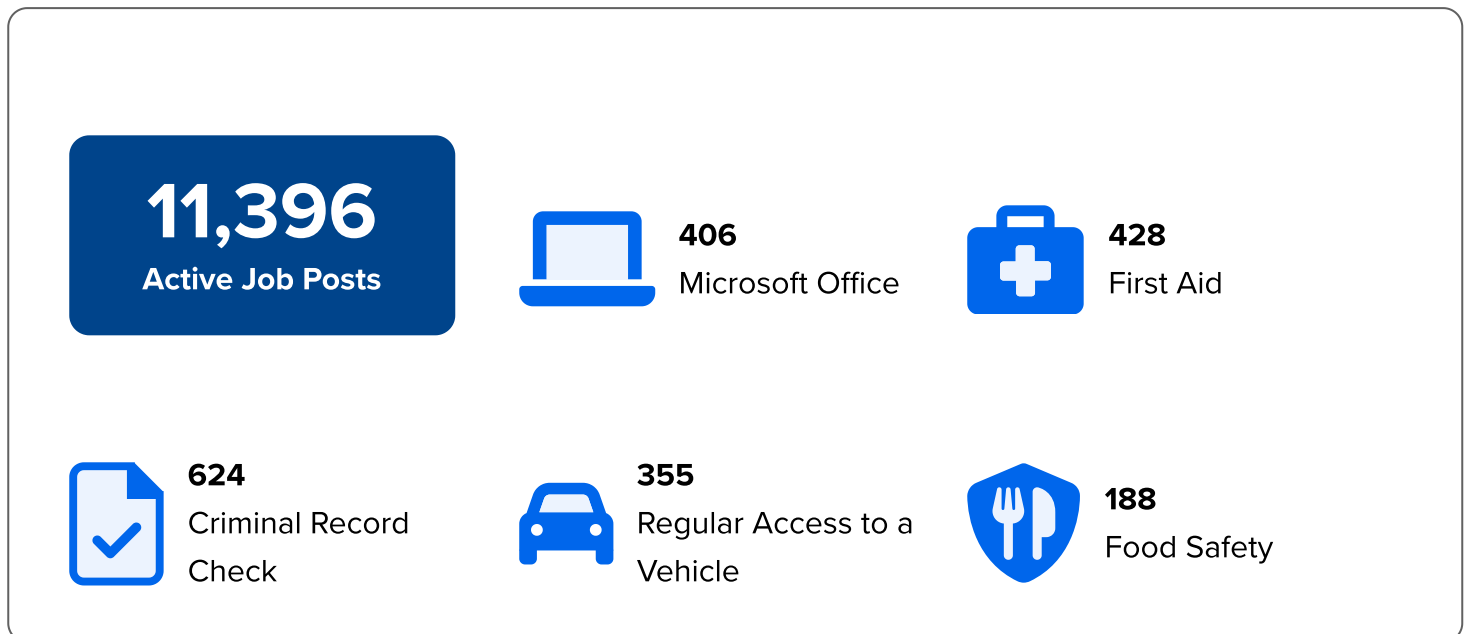 11,396
Active Job Posts
406
Microsoft Office
428
First Aid
624
Criminal Record
Check
355
Regular Access to a
Vehicle
188
Food Safety